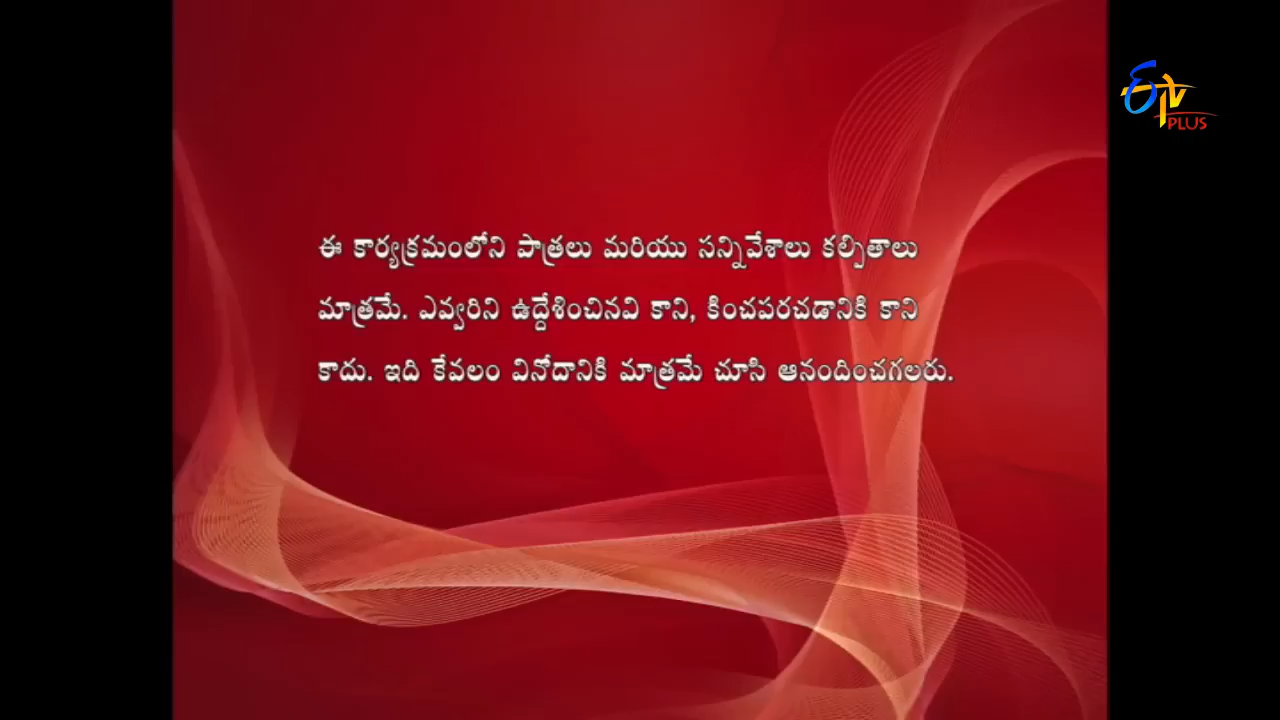 ETV
PLUS
ఈ కార్యక్రమంలోని పాత్రలు మరియు సన్నివేశాలు కల్పితాలు
మాత్రమే. ఎవ్వరిని ఉద్దేశించినవి కాని, కించపరచడానికి కాని
కాదు. ఇది కేవలం వినోదానికి మాత్రమే చూసి ఆనందించగలరు.